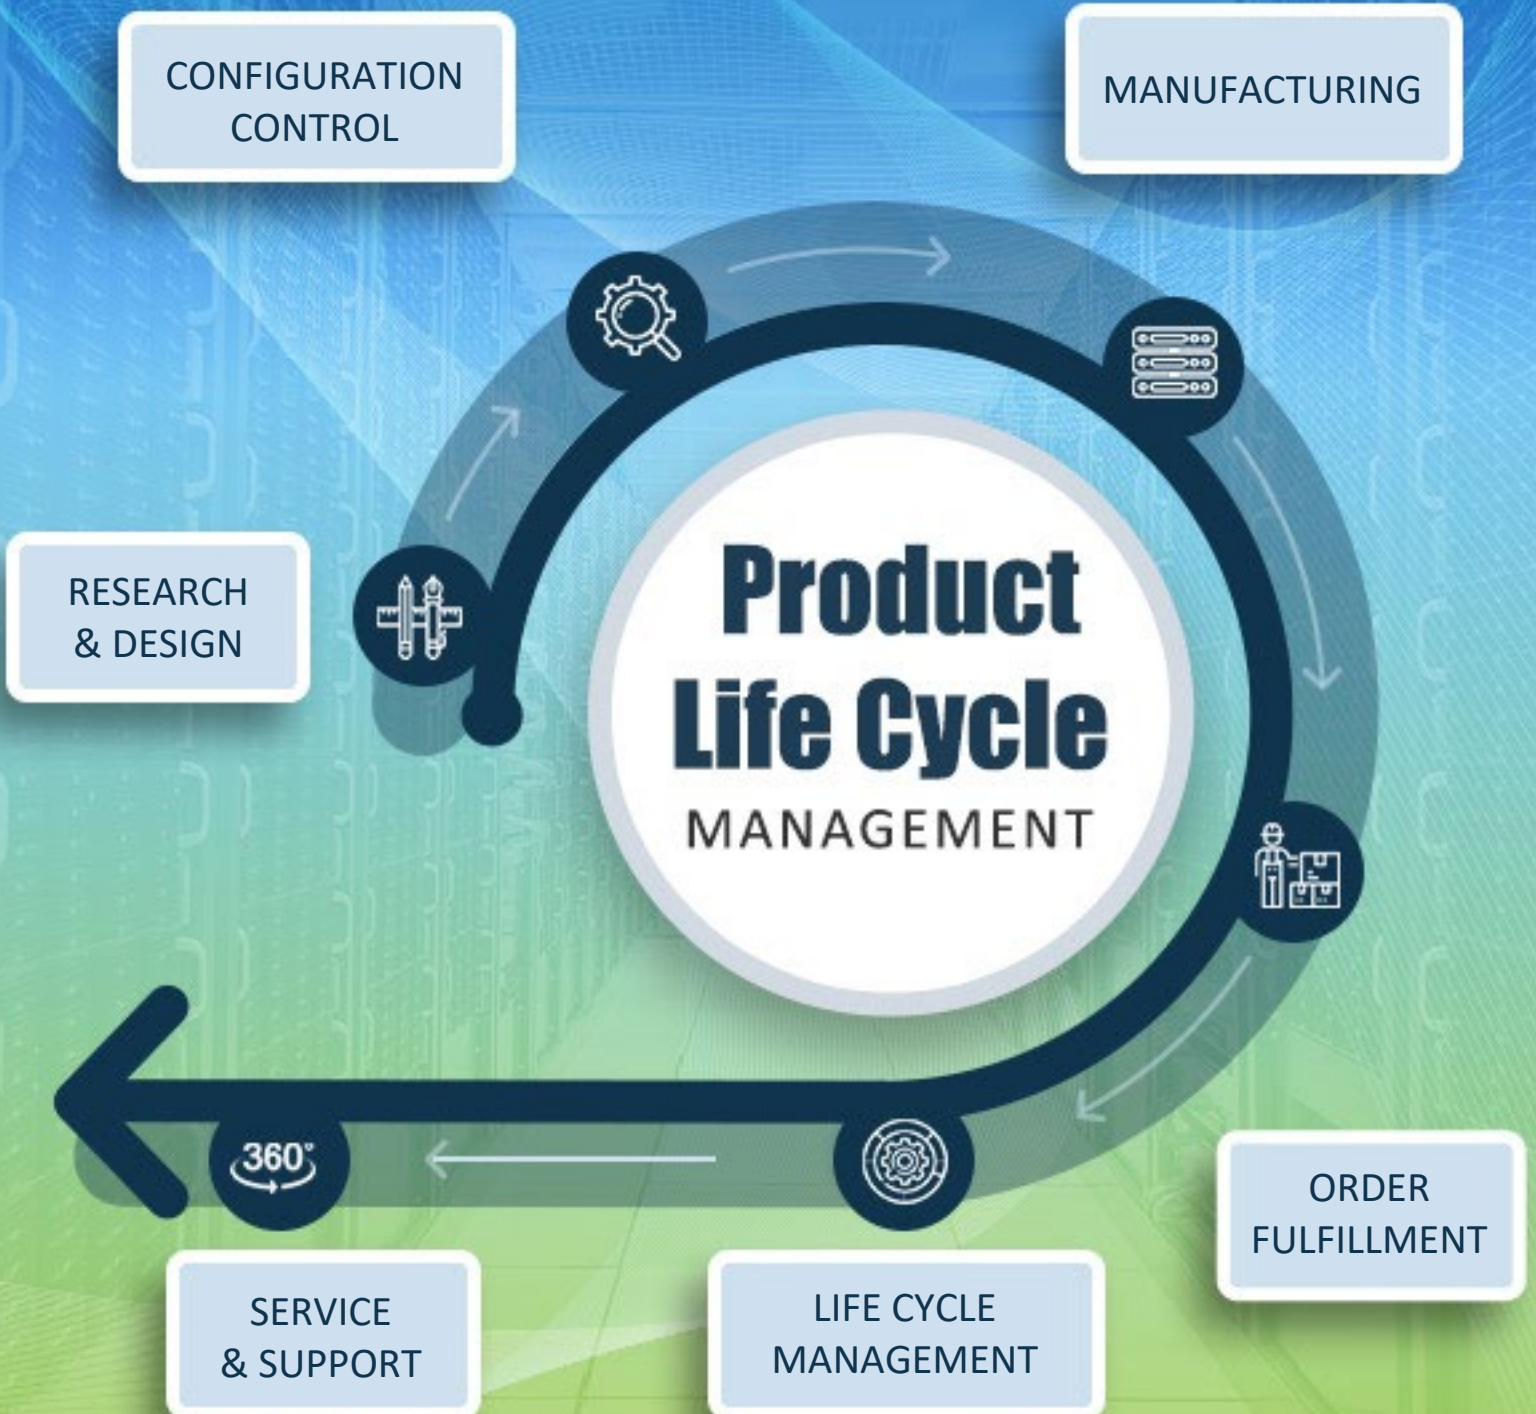 CONFIGURATION
CONTROL
MANUFACTURING
RESEARCH
& DESIGN
Product
Life Cycle
MANAGEMENT
360°
ORDER
FULFILLMENT
SERVICE
& SUPPORT
LIFE CYCLE
MANAGEMENT